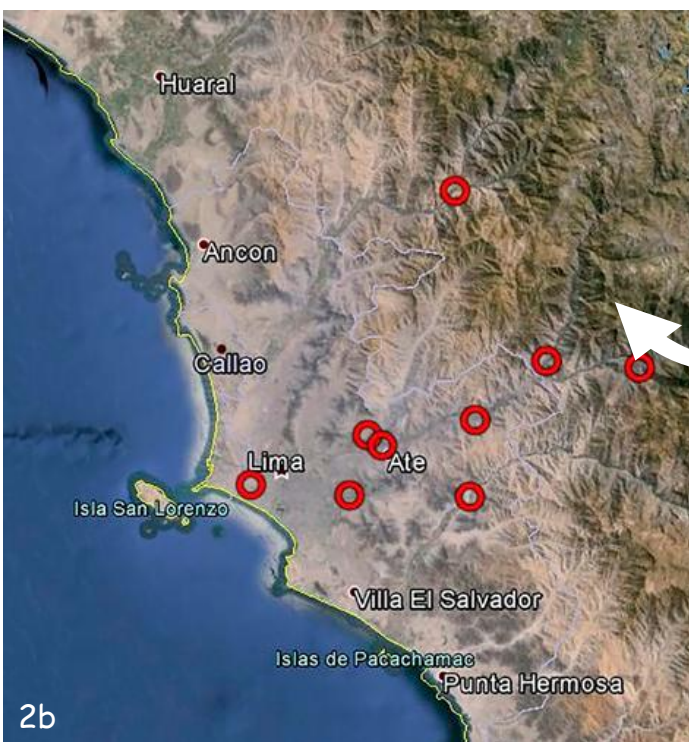 Huaral
Ancon
Callao
Lima
Ate
Isla San Lorenzo
Villa El Salvador
Islas de Pacachamac
Punta Hermosa
2b